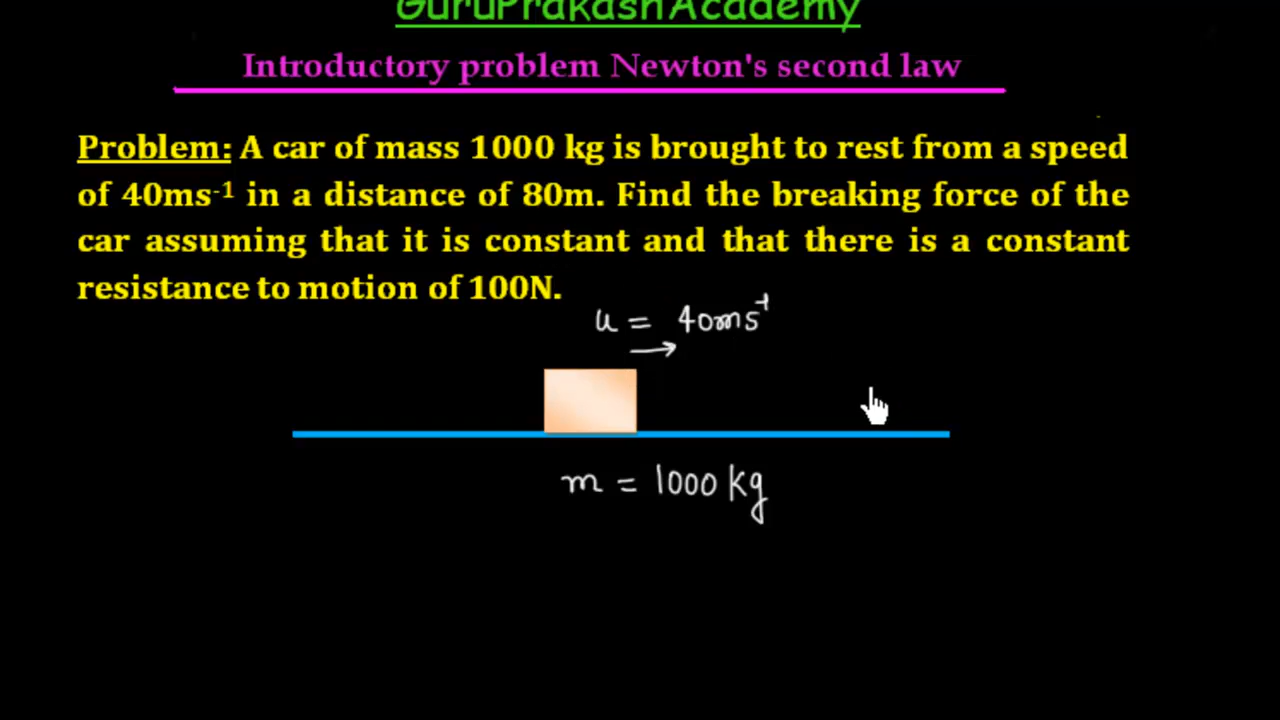 GuruPrakashAcademy
Introductory problem Newton's second law
Problem: A car of mass 1000 kg is brought to rest from a speed
of 40ms⁻¹ in a distance of 80m. Find the breaking force of the
car assuming that it is constant and that there is a constant
resistance to motion of 100N.
u = 40ms⁻¹
m = 1000 kg